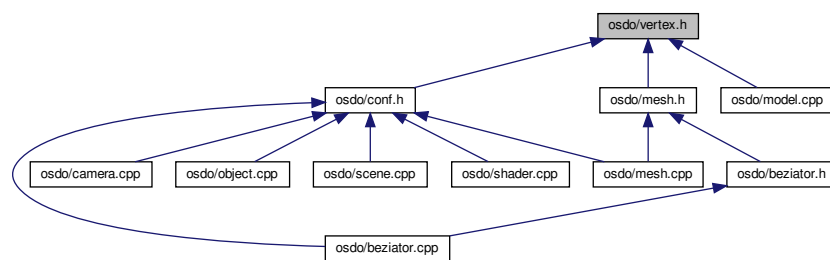 osdo/vertex.h
osdo/conf.h
osdo/mesh.h
osdo/model.cpp
osdo/camera.cpp
osdo/object.cpp
osdo/scene.cpp
osdo/shader.cpp
osdo/mesh.cpp
osdo/beziator.h
osdo/beziator.cpp